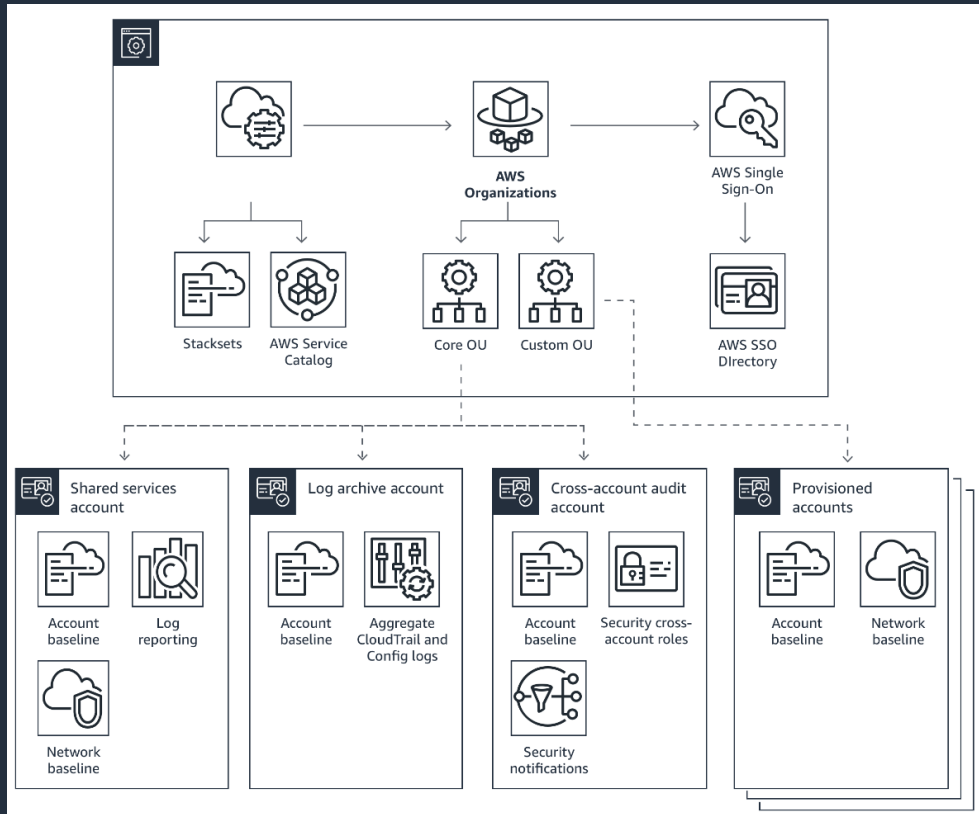 AWS
Organizations
AWS Single
Sign-On
Stacksets
AWS Service
Catalog
Core OU
Custom OU
AWS SSO
DIrectory
Shared services
account
Account
baseline
Log
reporting
Network
baseline
Log archive account
Account
baseline
Aggregate
CloudTrail and
Config logs
Cross-account audit
account
Account
baseline
Security cross-
account roles
Security
notifications
Provisioned
accounts
Account
baseline
Network
baseline